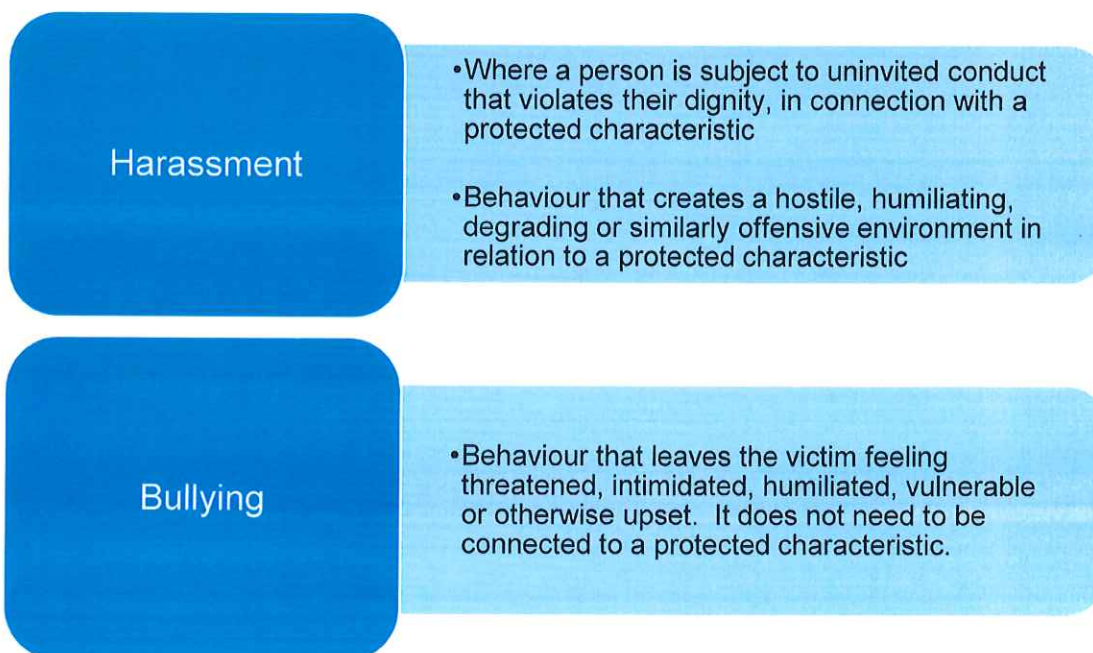 Harassment
•Where a person is subject to uninvited conduct
that violates their dignity, in connection with a
protected characteristic
•Behaviour that creates a hostile, humiliating,
degrading or similarly offensive environment in
relation to a protected characteristic
Bullying
•Behaviour that leaves the victim feeling
threatened, intimidated, humiliated, vulnerable
or otherwise upset.  It does not need to be
connected to a protected characteristic.